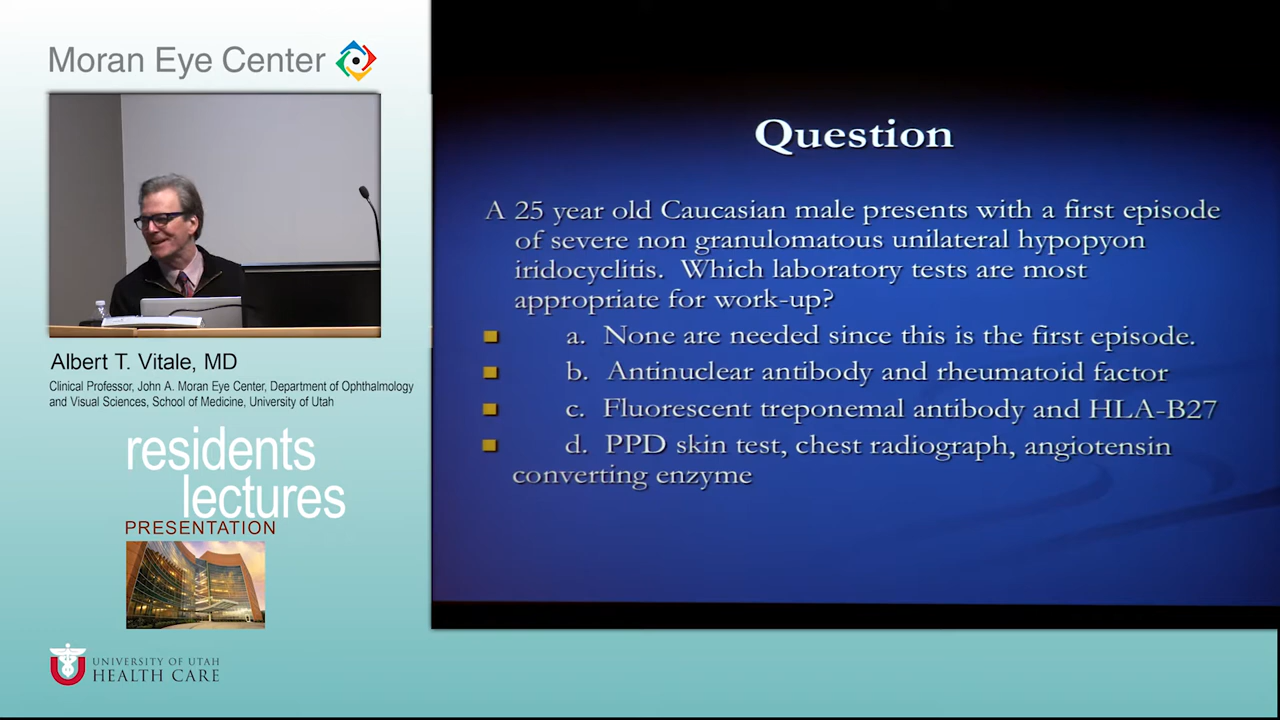 Moran Eye Center
Albert T. Vitale, MD
Clinical Professor, John A. Moran Eye Center, Department of Ophthalmology
and Visual Sciences, School of Medicine, University of Utah
residents
lectures
PRESENTATION
UNIVERSITY OF UTAH
HEALTH CARE
Question
A 25 year old Caucasian male presents with a first episode
of severe non granulomatous unilateral hypopyon
iridocyclitis. Which laboratory tests are most
appropriate for work-up?
a. None are needed since this is the first episode.
b. Antinuclear antibody and rheumatoid factor
c. Fluorescent treponemal antibody and HLA-B27
d. PPD skin test, chest radiograph, angiotensin
converting enzyme